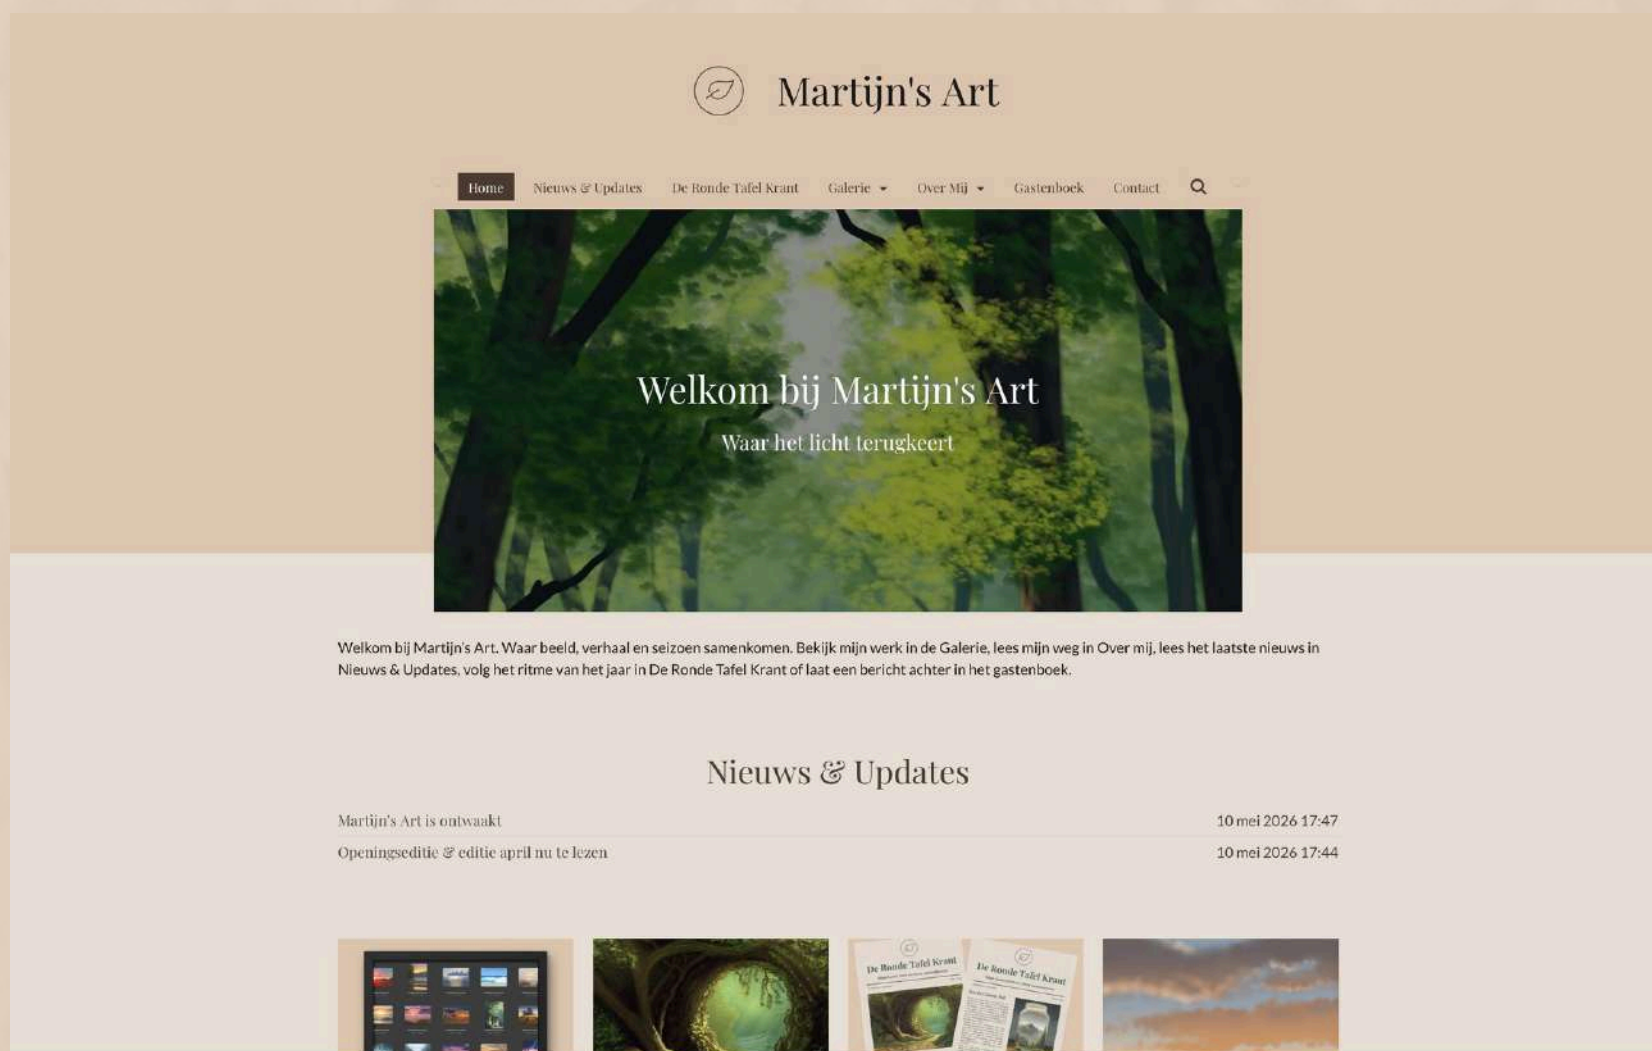 Martijn's Art
Home Nieuws & Updates De Ronde Tafel Krant Galerie Over Mij Gastenboek Contact
Welkom bij Martijn's Art
Waar het licht terugkeert
Welkom bij Martijn's Art. Waar beeld, verhaal en seizoen samenkomen. Bekijk mijn werk in de Galerie, lees mijn weg in Over mij, lees het laatste nieuws in
Nieuws & Updates, volg het ritme van het jaar in De Ronde Tafel Krant of laat een bericht achter in het gastenboek.
Nieuws & Updates
Martijn's Art is ontwaakt 10 mei 2026 17:47
Openingseditie & editie april nu te lezen 10 mei 2026 17:44
De Ronde Tafel Krant
De Ronde Tafel Krant